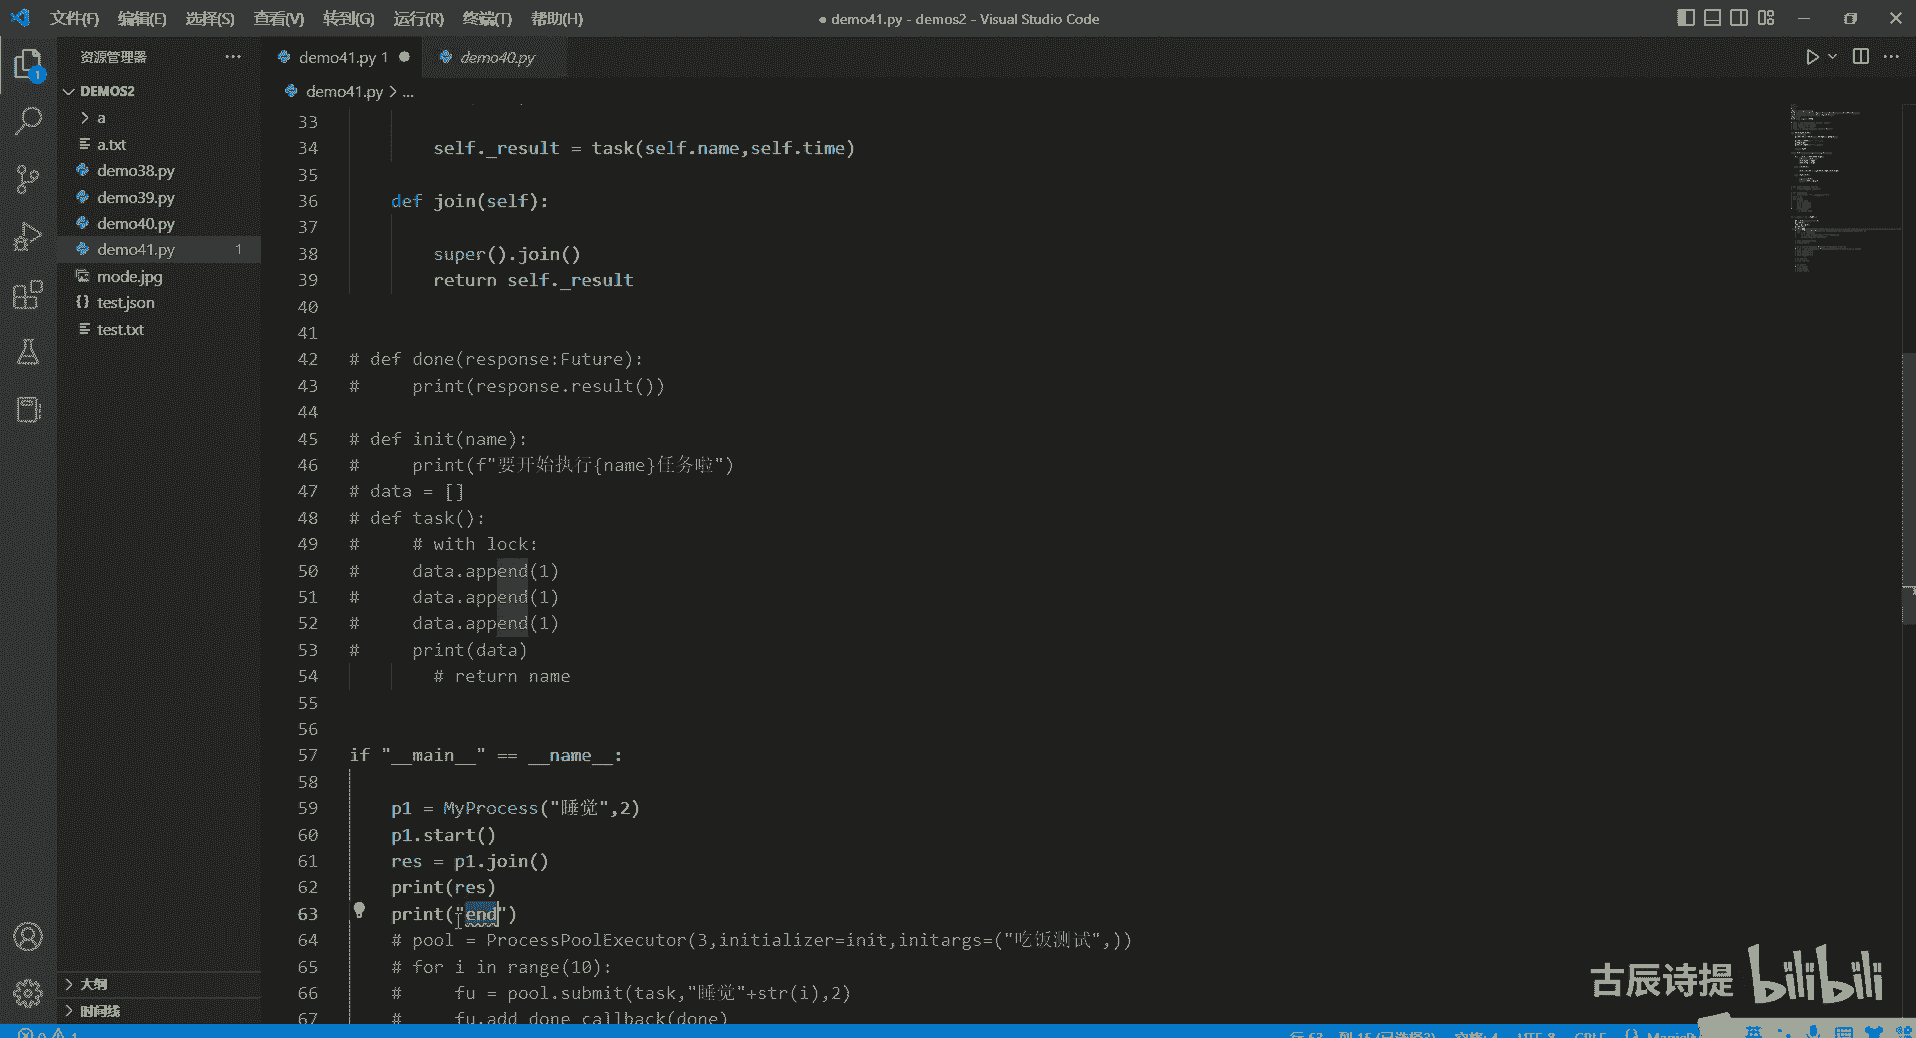 文件(F) 编辑(E) 选择(S) 查看(V) 转到(G) 运行(R) 终端(T) 帮助(H)
● demo41.py - demos2 - Visual Studio Code
资源管理器
demo41.py 1
demo40.py
DEMOS2
demo41.py > ...
a
a.txt
demo38.py
demo39.py
demo40.py
demo41.py 1
mode.jpg
{} test.json
test.txt
1
33
34 self._result = task(self.name,self.time)
35
36 def join(self):
37
38 super().join()
39 return self._result
40
41
42 # def done(response:Future):
43 # print(response.result())
44
45 # def init(name):
46 # print(f"要开始执行{name}任务啦")
47 # data = []
48 # def task():
49 # # with lock:
50 # data.append(1)
51 # data.append(1)
52 # data.append(1)
53 # print(data)
54 # return name
55
56
57 if "__main__" == __name__:
58
59 p1 = MyProcess("睡觉",2)
60 p1.start()
61 res = p1.join()
62 print(res)
63 print("end")
64 # pool = ProcessPoolExecutor(3,initializer=init,initargs=("吃饭测试",))
65 # for i in range(10):
66 # fu = pool.submit(task,"睡觉"+str(i),2)
67 # fu.add_done_callback(done)
大纲
时间线
古辰诗提 bilibili
英